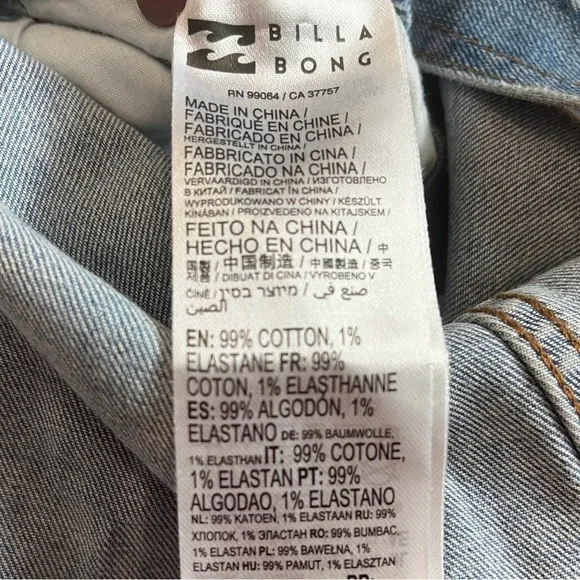 BILLA
BONG
RN 99084 / CA 37757
MADE IN CHINA /
FABRIQUÉ EN CHINE /
FABRICADO EN CHINA /
HERGESTELLT IN CHINA /
FABBRICATO IN CINA /
FABRICADO NA CHINA /
VERVAARDIGD IN CHINA / ИЗГОТОВЛЕНО
В КИТАЙ / FABRICAT ÎN CHINA /
WYPRODUKOWANO W CHINY / KÉSZÜLT
KÍNÁBAN / PROIZVEDENO NA KITAJSKEM /
FEITO NA CHINA /
HECHO EN CHINA / 中
国製 / 中国制造 / 中國製造 / 중국
제품 / DIBUAT DI CINA / VYROBENO V
ČÍNĚ / מיוצר בסין / صنع في
الصين
EN: 99% COTTON, 1%
ELASTANE FR: 99%
COTON, 1% ELASTHANNE
ES: 99% ALGODÓN, 1%
ELASTANO DE: 99% BAUMWOLLE,
1% ELASTHAN IT: 99% COTONE,
1% ELASTAN PT: 99%
ALGODAO, 1% ELASTANO
NL: 99% KATOEN, 1% ELASTAAN RU: 99%
ХЛОПОК, 1% ЭЛАСТАН RO: 99% BUMBAC,
1% ELASTAN PL: 99% BAWEŁNA, 1%
ELASTAN HU: 99% PAMUT, 1% ELASZTAN